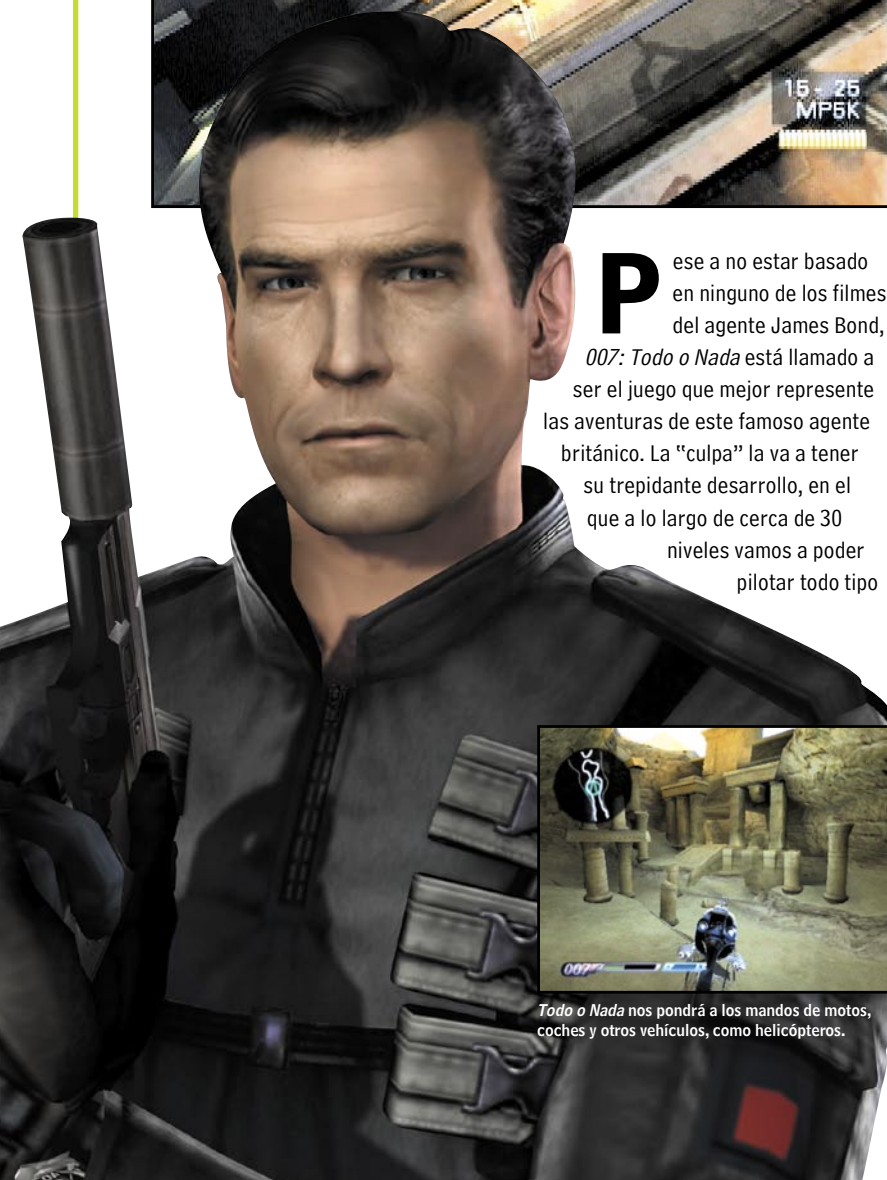 15 - 25
MP5K
Pese a no estar basado
en ninguno de los filmes
del agente James Bond,
007: Todo o Nada está llamado a
ser el juego que mejor represente
las aventuras de este famoso agente
británico. La “culpa” la va a tener
su trepidante desarrollo, en el
que a lo largo de cerca de 30
niveles vamos a poder
pilotar todo tipo
007
Todo o Nada nos pondrá a los mandos de motos,
coches y otros vehículos, como helicópteros.